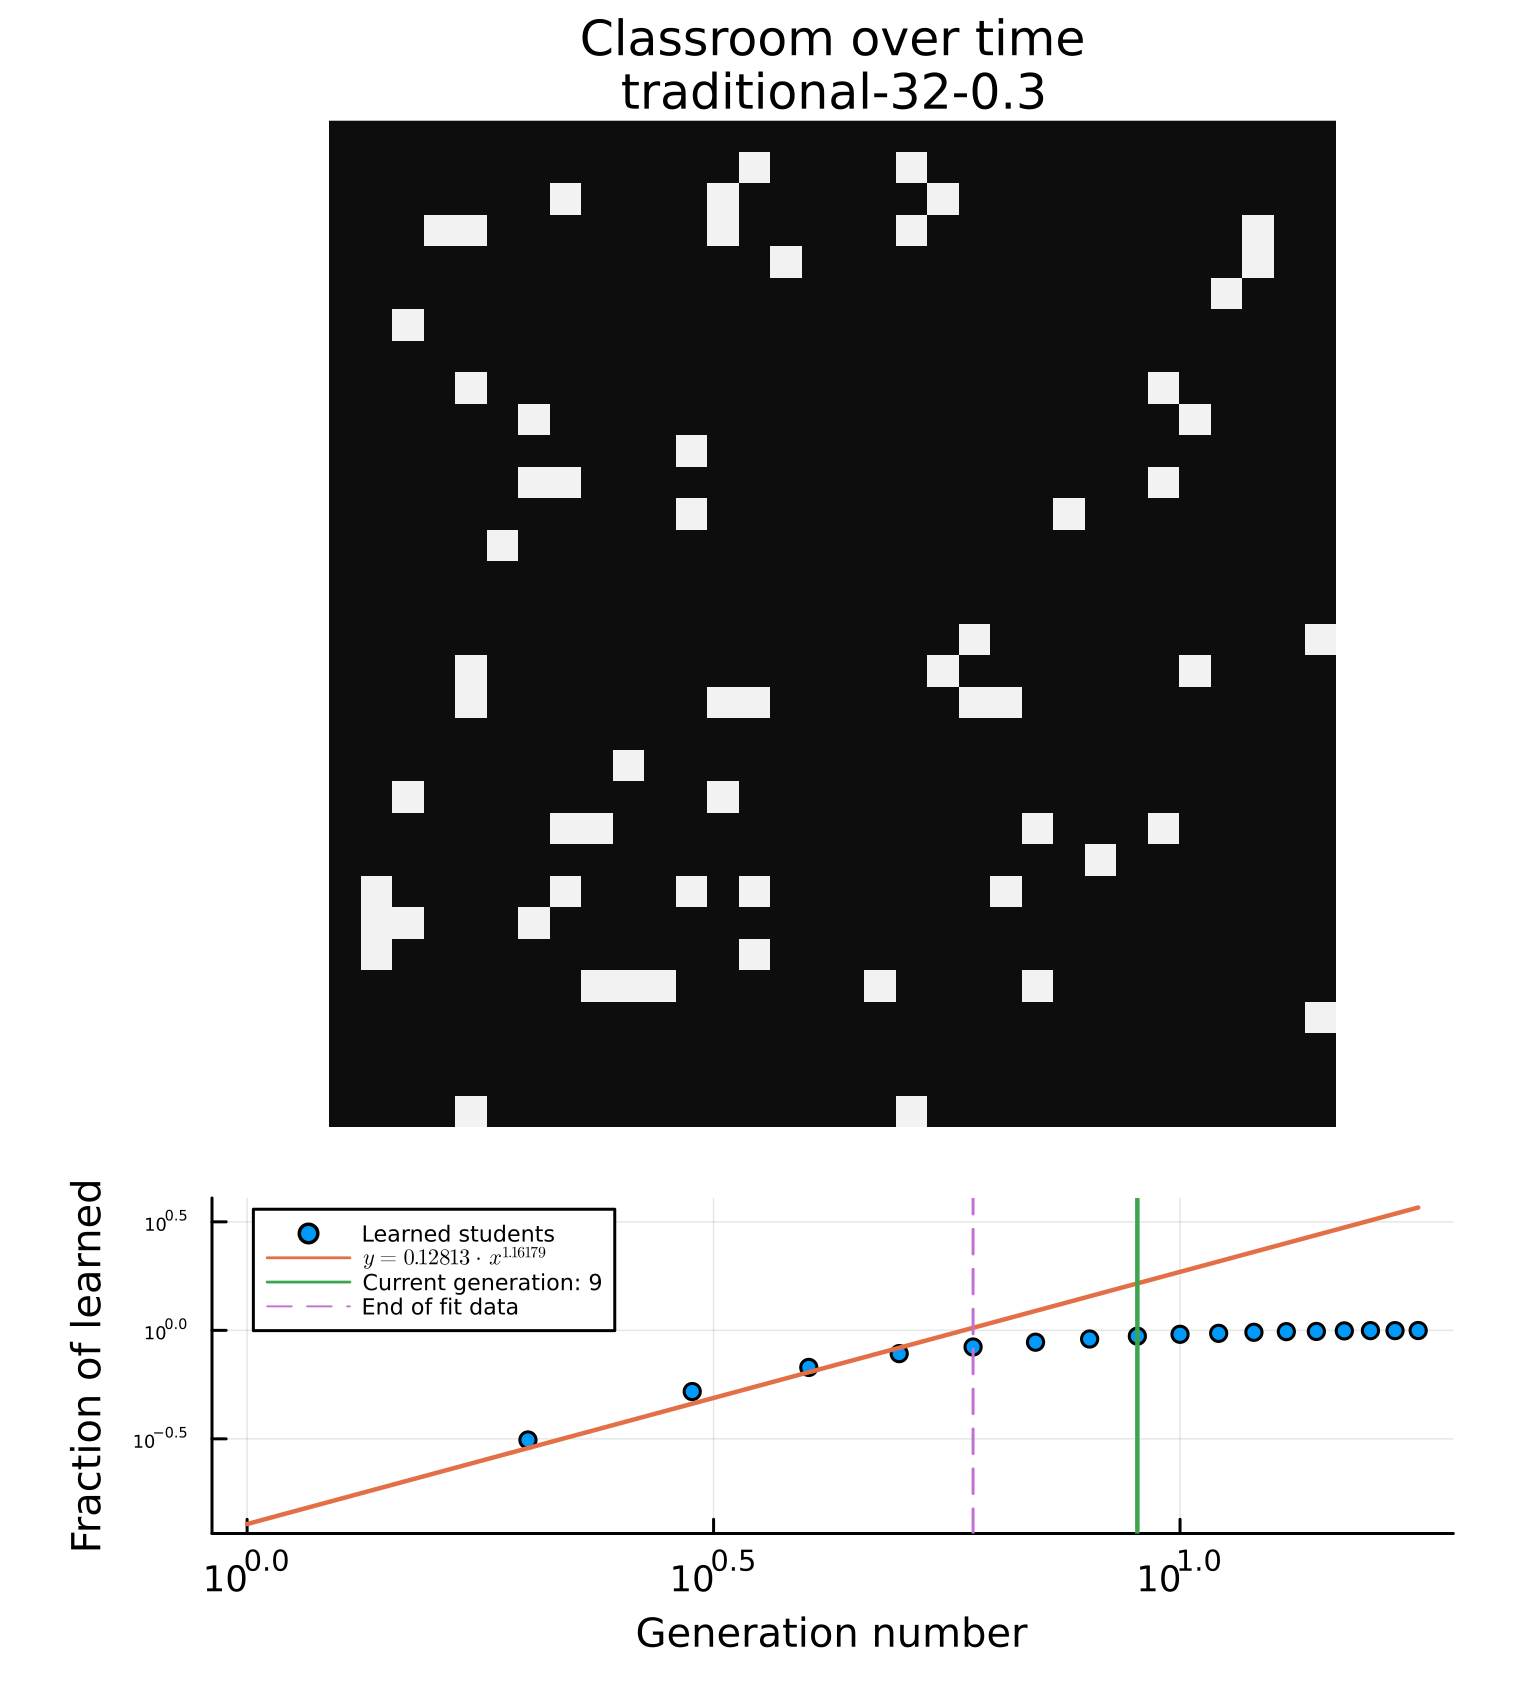 Classroom over time
traditional-32-0.3
Fraction of learned
10^0.5
10^0.0
10^−0.5
Learned students
y = 0.12813 · x^1.16179
Current generation: 9
End of fit data
10^0.0 10^0.5 10^1.0
Generation number